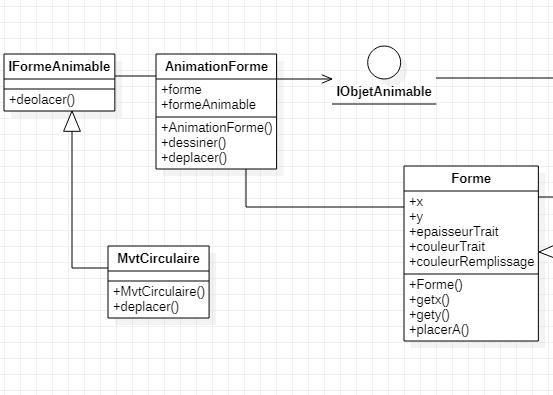 IFormeAnimable
+deolacer()
AnimationForme
+forme
+formeAnimable
+AnimationForme()
+dessiner()
+deplacer()
IObjetAnimable
Forme
+x
+y
+epaisseurTrait
+couleurTrait
+couleurRemplissage
+Forme()
+getx()
+gety()
+placerA()
MvtCirculaire
+MvtCirculaire()
+deplacer()